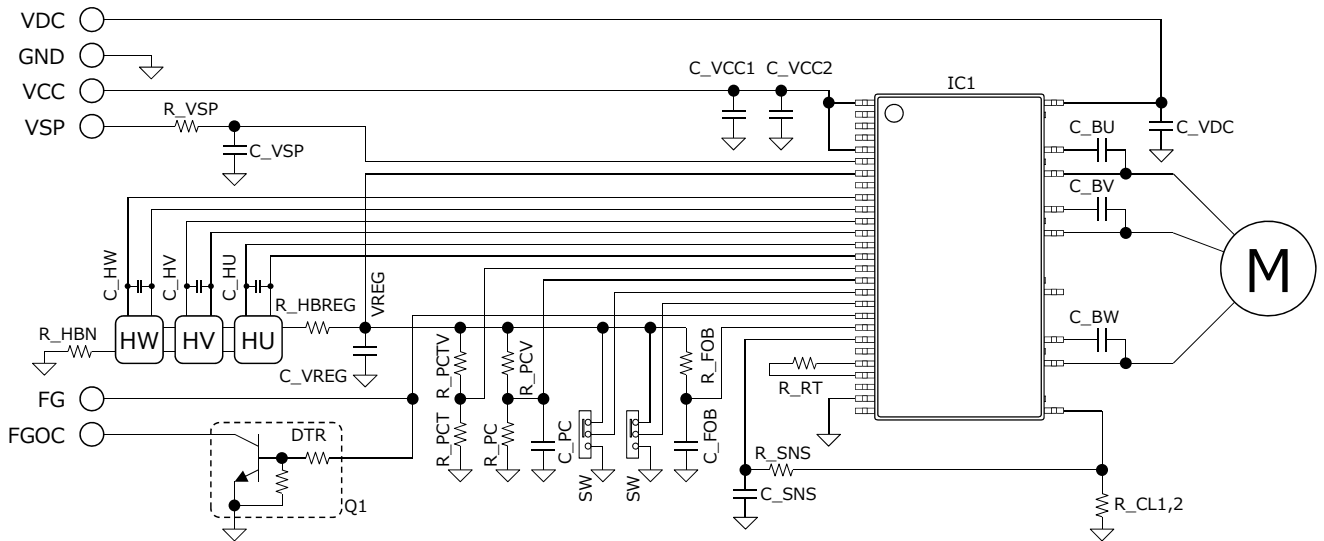 VDC
GND
VCC
VSP
R_VSP
C_VSP
C_VCC1
C_VCC2
IC1
C_VDC
C_BU
C_BV
C_BW
M
C_HW
C_HV
C_HU
HW
HV
HU
R_HBN
R_HBREG
VREG
C_VREG
FG
FGOC
DTR
Q1
R_PCTV
R_PCT
R_PCV
R_PC
C_PC
SW
SW
R_FOB
C_FOB
R_RT
R_SNS
C_SNS
R_CL1,2